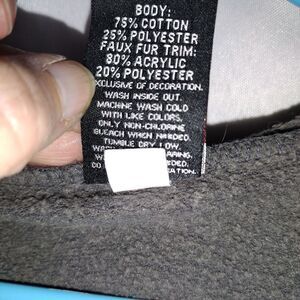 BODY:
75% COTTON
25% POLYESTER
FAUX FUR TRIM:
80% ACRYLIC
20% POLYESTER
EXCLUSIVE OF DECORATION.
WASH INSIDE OUT.
MACHINE WASH COLD
WITH LIKE COLORS.
ONLY NON-CHLORINE
BLEACH WHEN NEEDED.
TUMBLE DRY LOW.